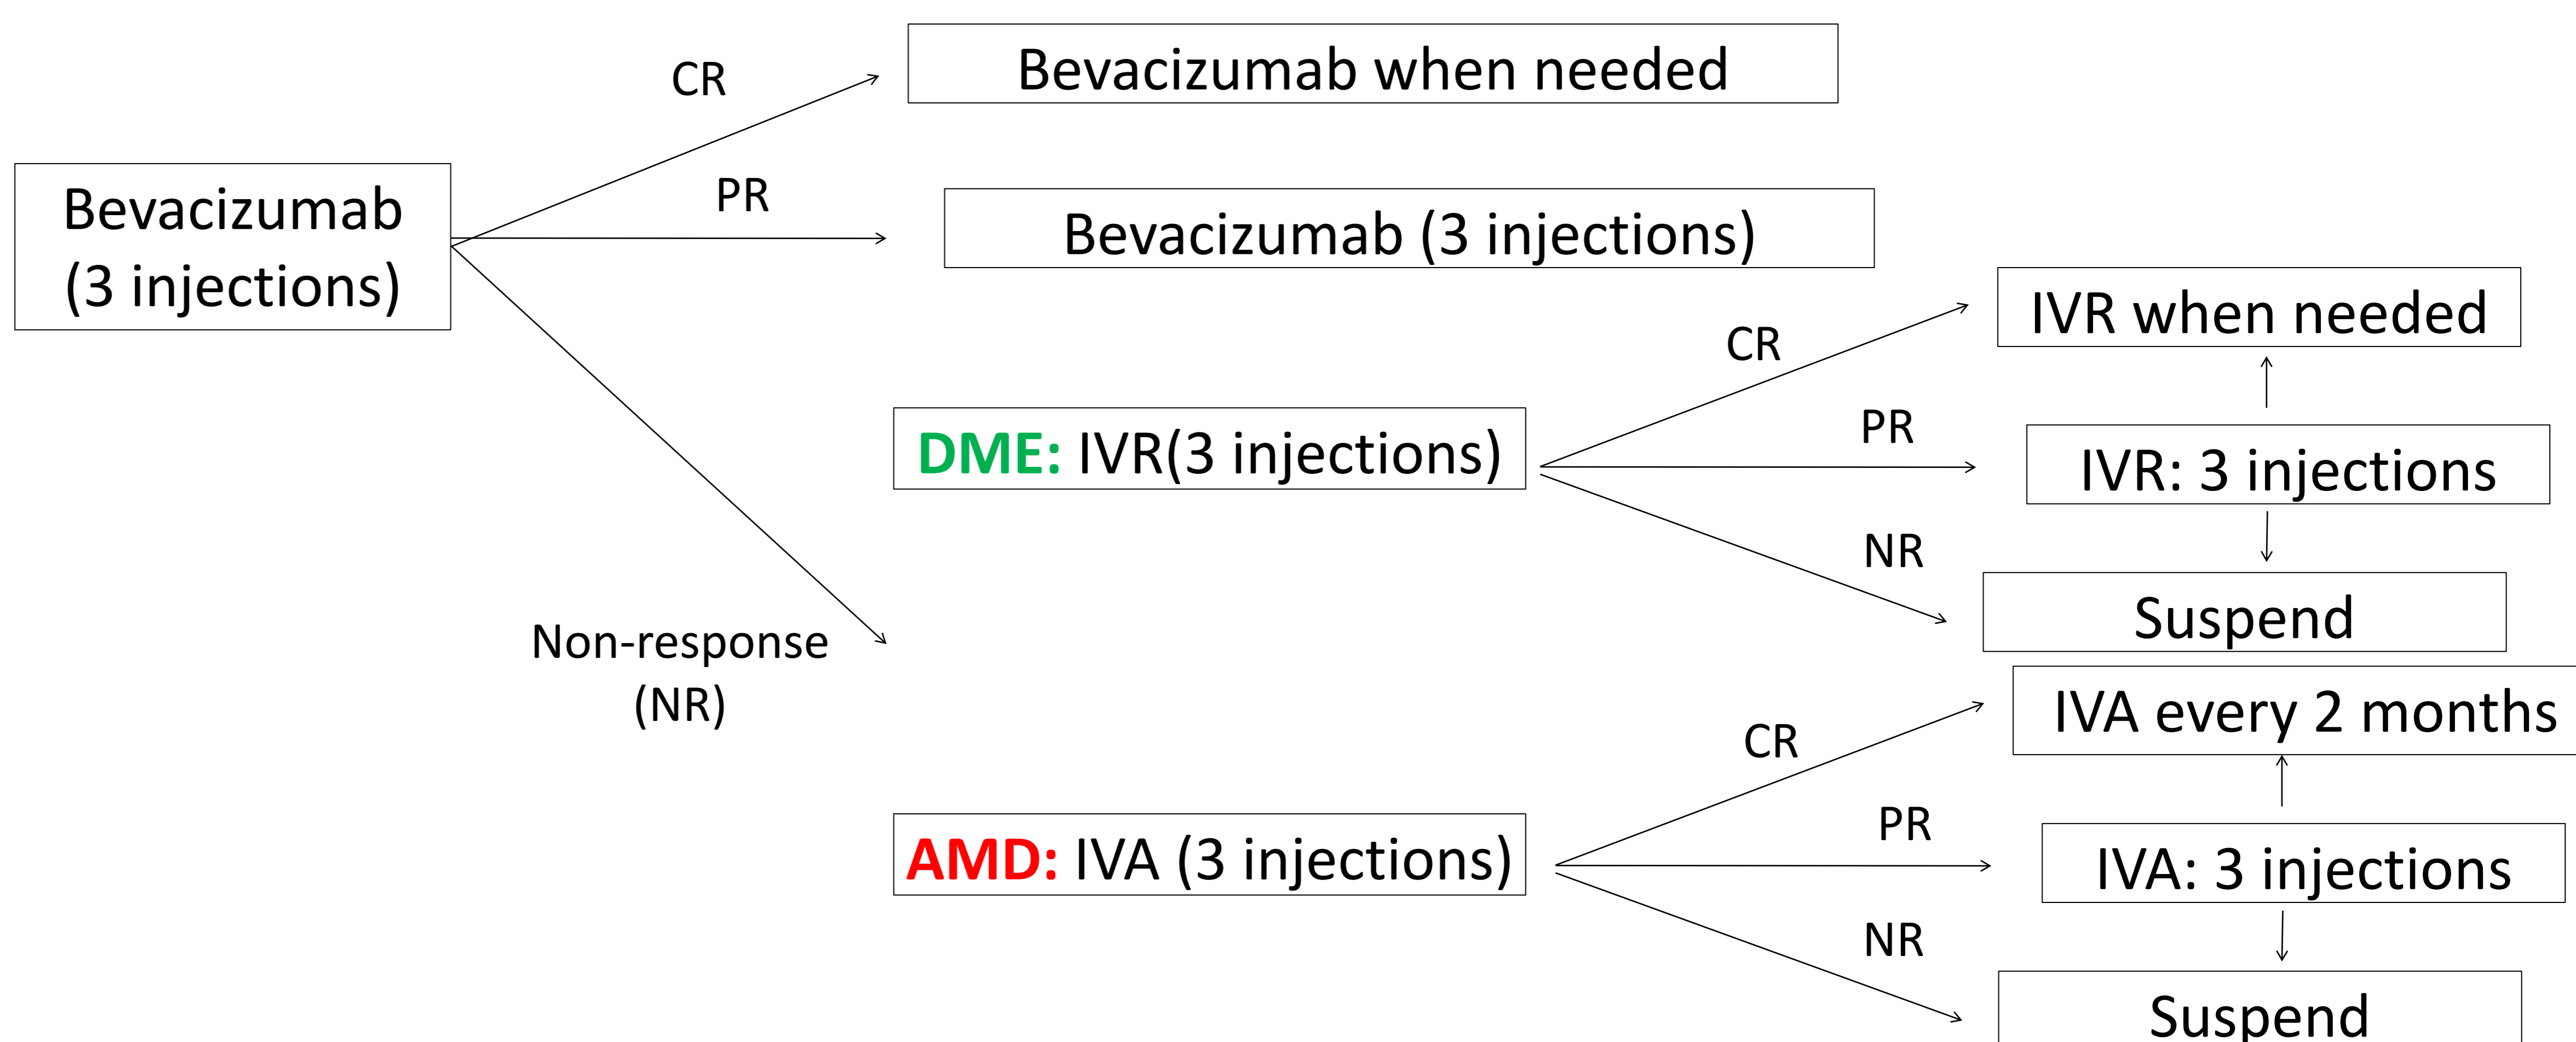 CR
Bevacizumab when needed
Bevacizumab
(3 injections)
PR
Bevacizumab (3 injections)
Non-response
(NR)
DME: IVR(3 injections)
CR
IVR when needed
PR
IVR: 3 injections
NR
Suspend
AMD: IVA (3 injections)
CR
IVA every 2 months
PR
IVA: 3 injections
NR
Suspend